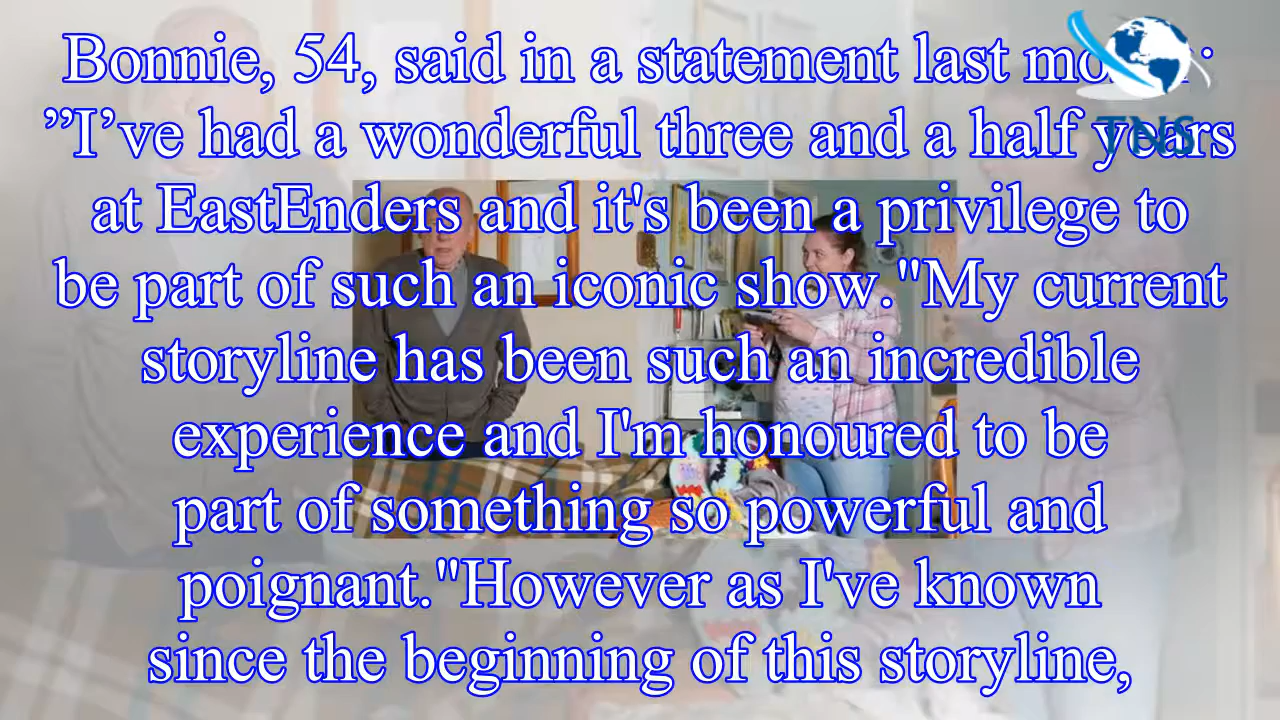 Bonnie, 54, said in a statement last month:
”I’ve had a wonderful three and a half years
at EastEnders and it's been a privilege to
be part of such an iconic show."My current
storyline has been such an incredible
experience and I'm honoured to be
part of something so powerful and
poignant."However as I've known
since the beginning of this storyline,
TNS